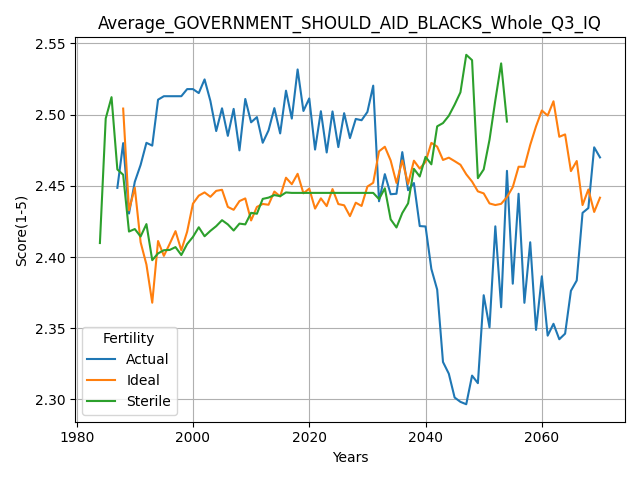 Average_GOVERNMENT_SHOULD_AID_BLACKS_Whole_Q3_IQ
2.55
2.50
2.45
2.40
2.35
2.30
Score(1-5)
Fertility
Actual
Ideal
Sterile
1980
2000
2020
2040
2060
Years